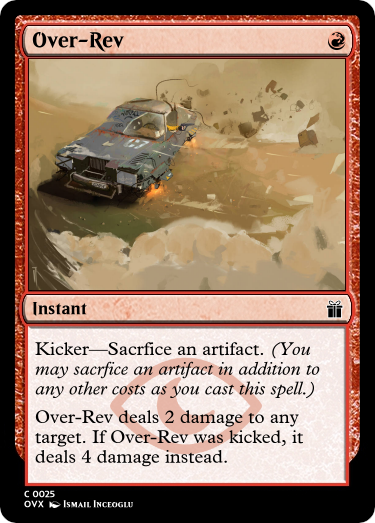 Over-Rev
Instant
Kicker—Sacrfice an artifact. (You
may sacrfice an artifact in addition to
any other costs as you cast this spell.)
Over-Rev deals 2 damage to any
target. If Over-Rev was kicked, it
deals 4 damage instead.
C 0025
OVX Ismail Inceoglu